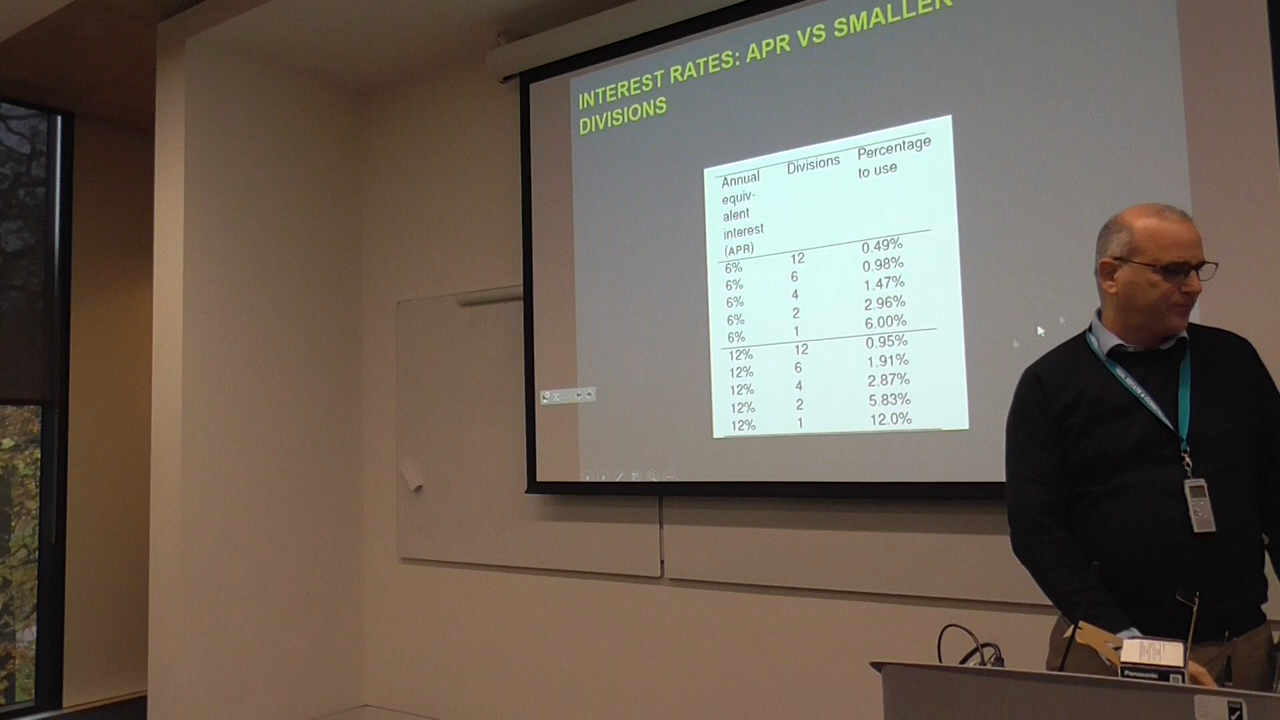 INTEREST RATES: APR VS SMALLER
DIVISIONS
Annual equiv- alent interest (APR) Divisions Percentage to use
6% 12 0.49%
6% 6 0.98%
6% 4 1.47%
6% 2 2.96%
6% 1 6.00%
12% 12 0.95%
12% 6 1.91%
12% 4 2.87%
12% 2 5.83%
12% 1 12.0%
Panasonic